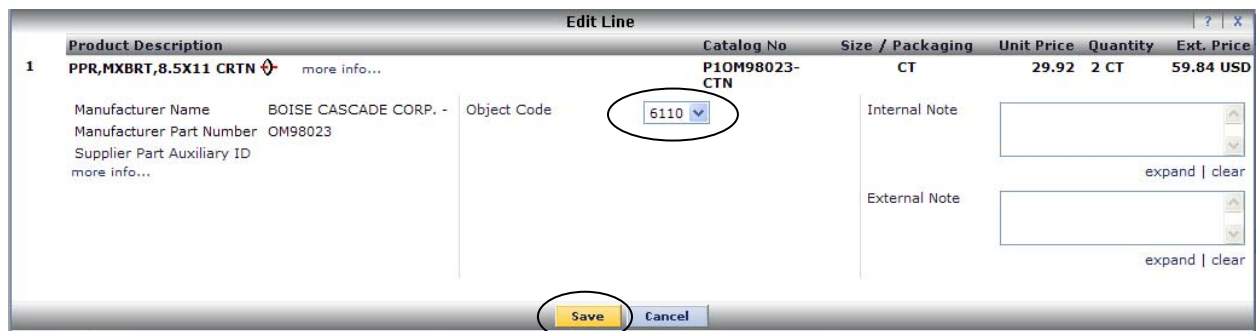 Edit Line
? X
Product Description Catalog No Size / Packaging Unit Price Quantity Ext. Price
1 PPR,MXBRT,8.5X11 CRTN more info... P1OM98023-CTN CT 29.92 2 CT 59.84 USD
Manufacturer Name BOISE CASCADE CORP. -
Manufacturer Part Number OM98023
Supplier Part Auxiliary ID
more info...
Object Code 6110
Internal Note
expand | clear
External Note
expand | clear
Save Cancel